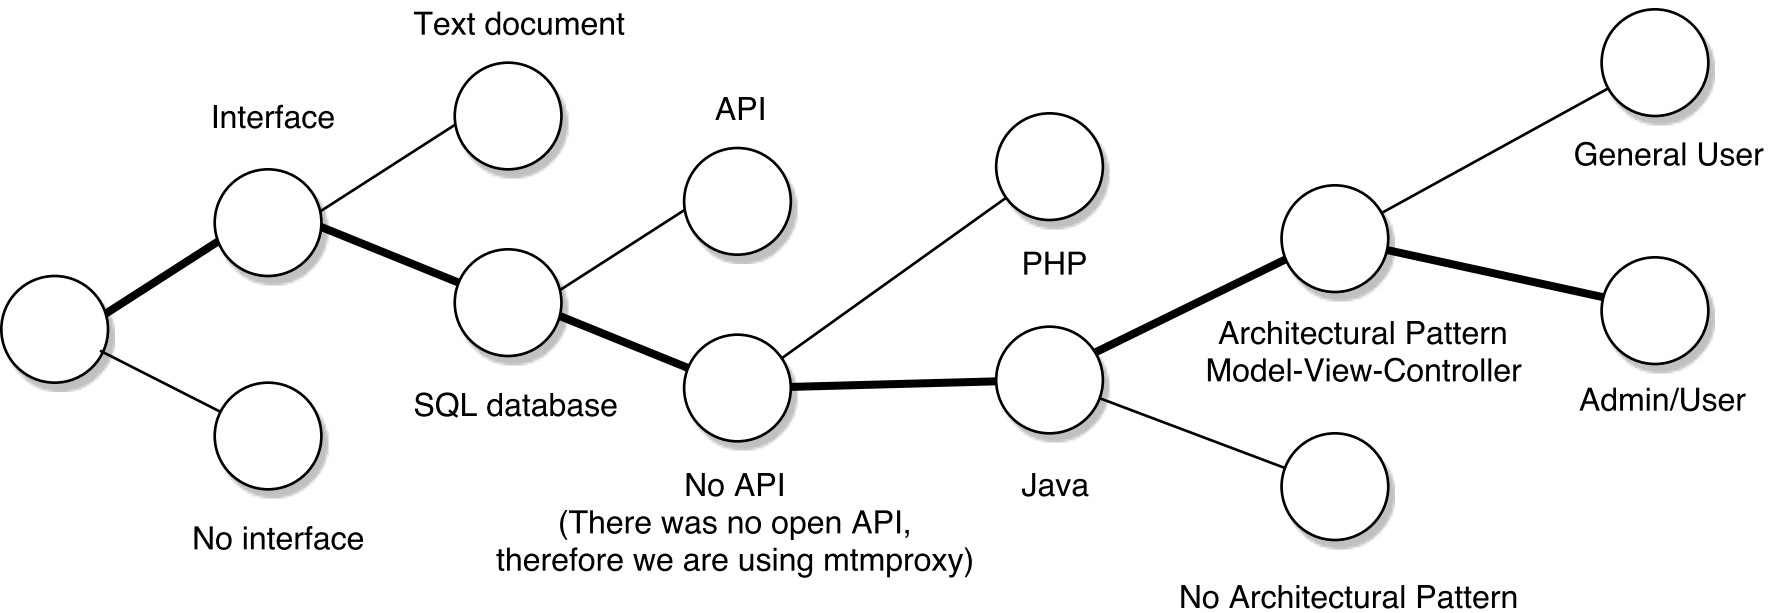 Text document
Interface
API
General User
PHP
Architectural Pattern
Model-View-Controller
Admin/User
SQL database
No API
(There was no open API,
therefore we are using mtmproxy)
Java
No interface
No Architectural Pattern